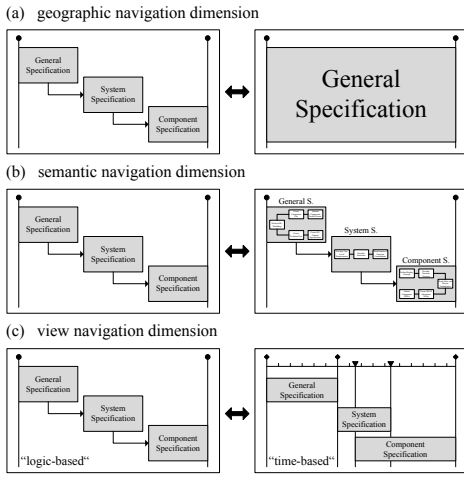 (a) geographic navigation dimension
General
Specification
System
Specification
Component
Specification
General
Specification
(b) semantic navigation dimension
General
Specification
System
Specification
Component
Specification
General S.
System S.
Component S.
(c) view navigation dimension
General
Specification
System
Specification
Component
Specification
“logic-based“
General
Specification
System
Specification
Component
Specification
“time-based“